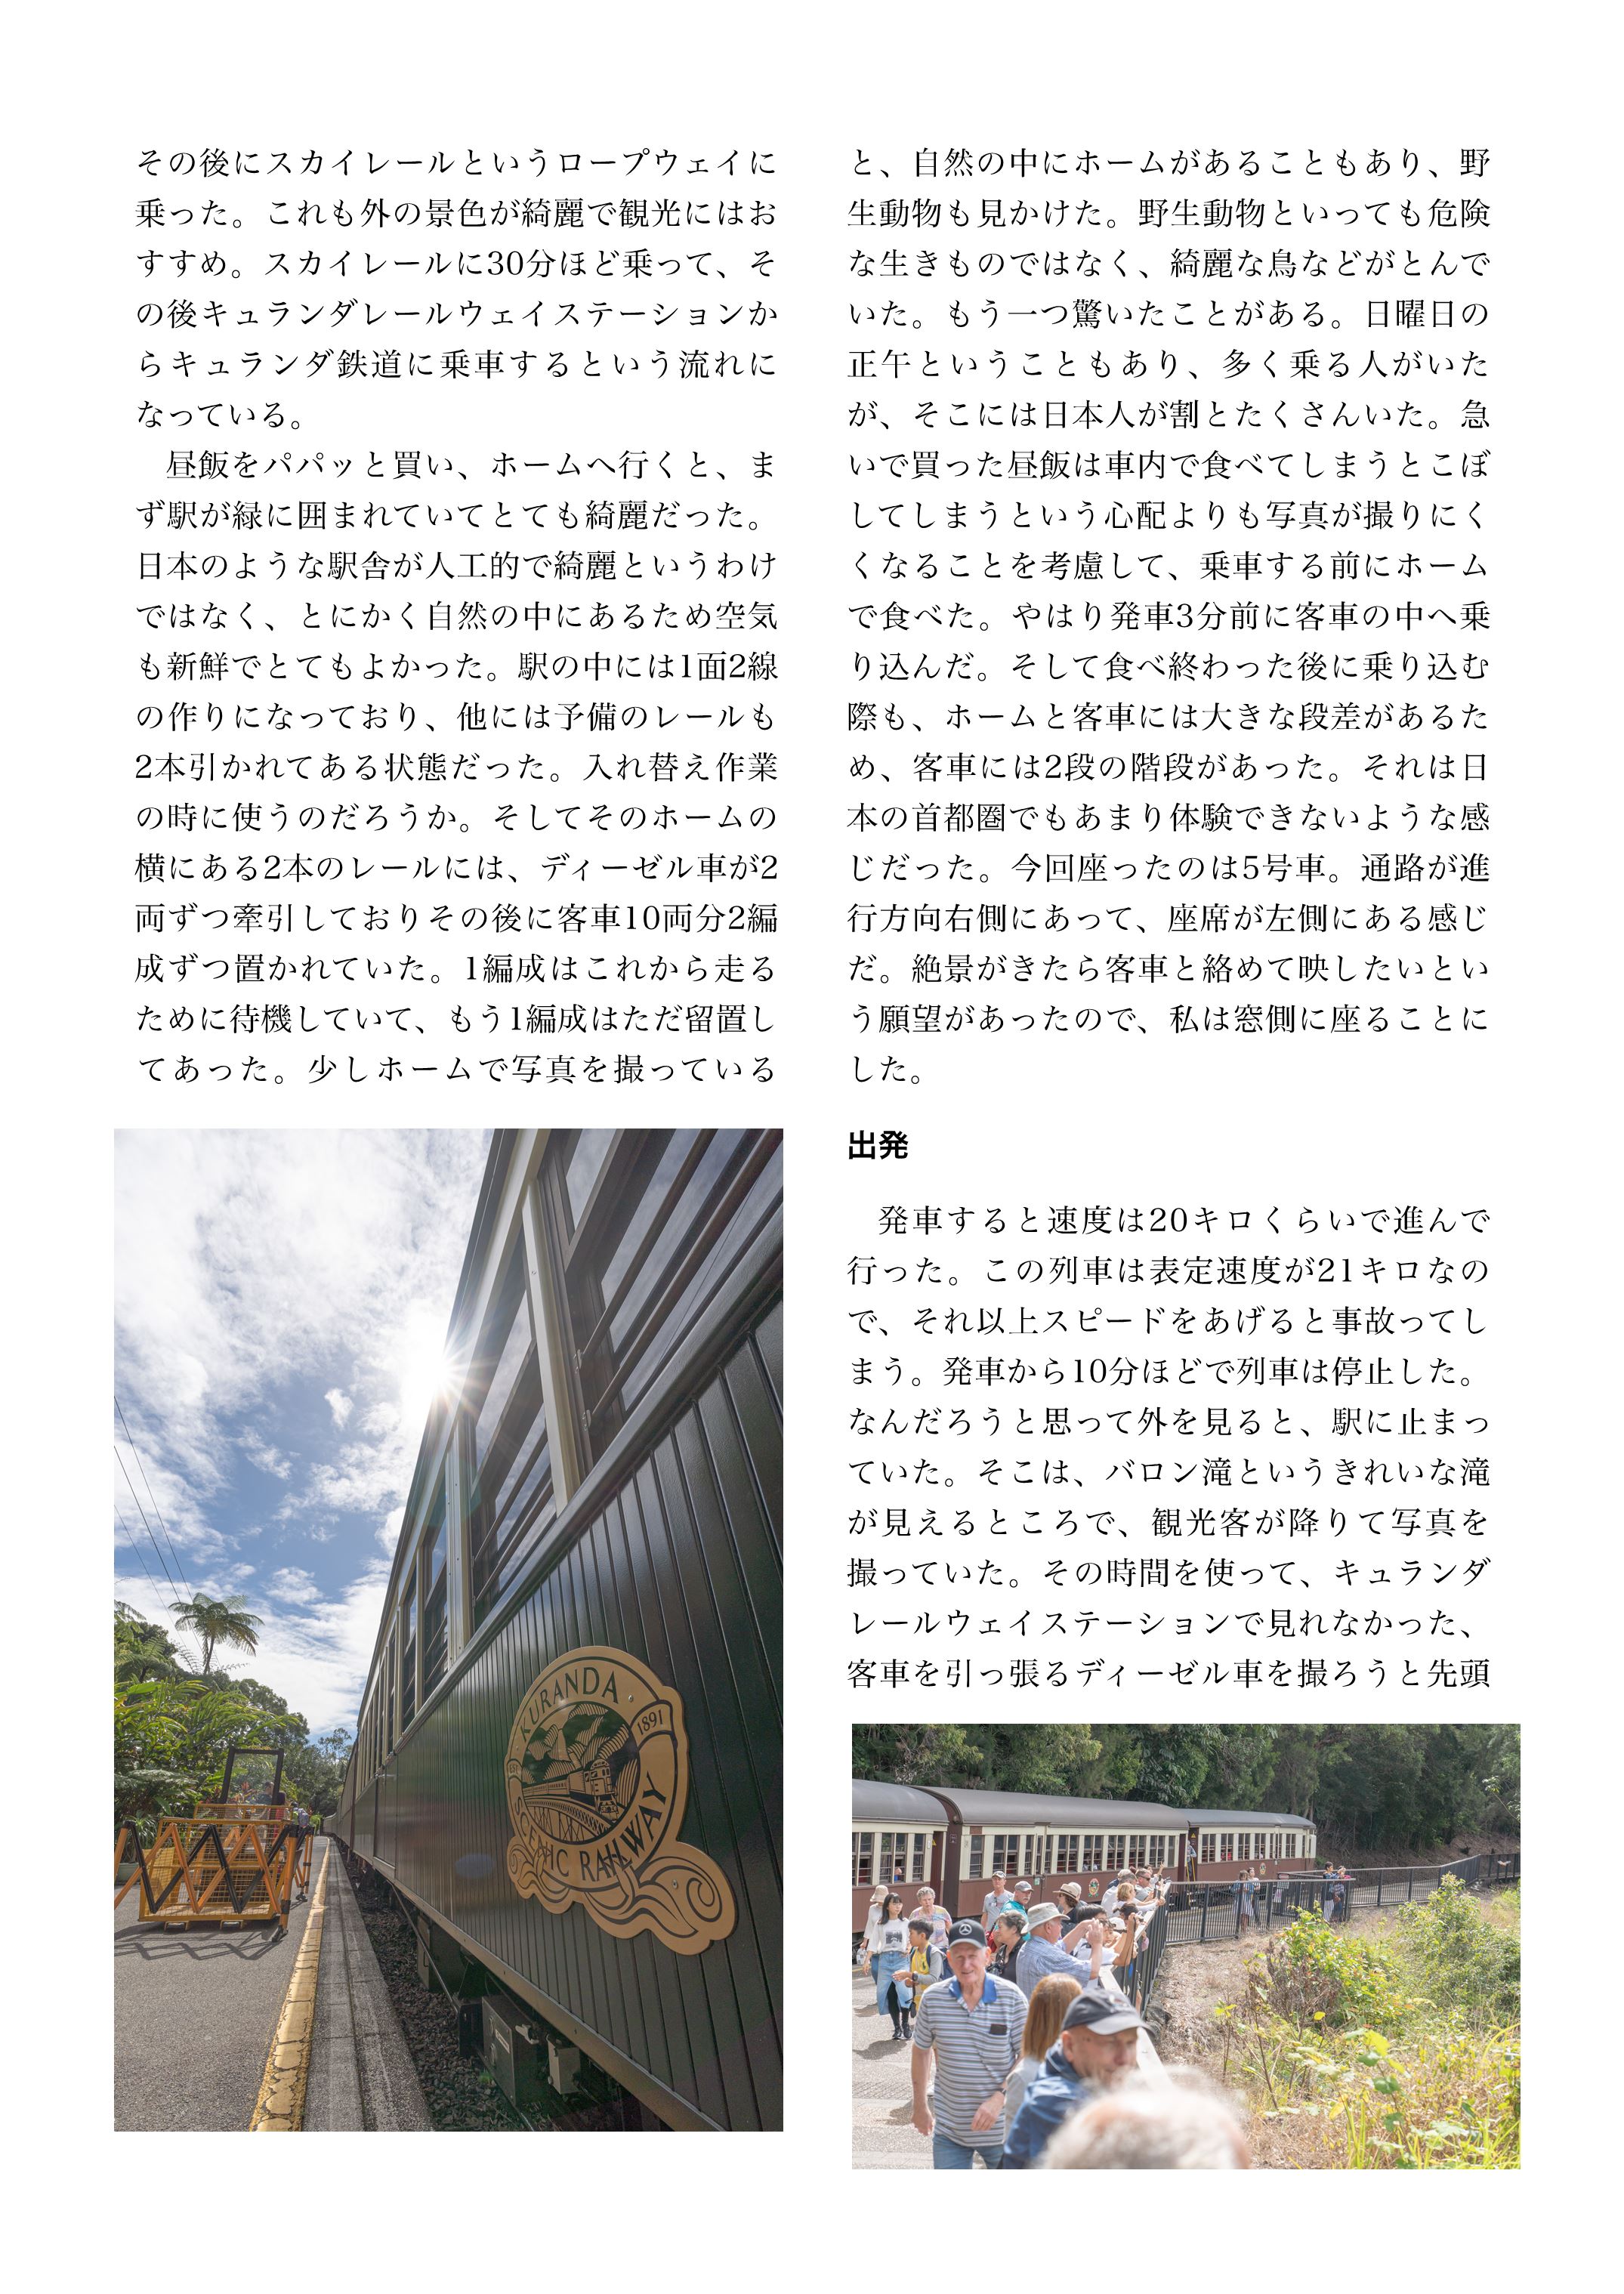 その後にスカイレールというロープウェイに
乗った。これも外の景色が綺麗で観光にはお
すすめ。スカイレールに30分ほど乗って、そ
の後キュランダレールウェイステーションか
らキュランダ鉄道に乗車するという流れに
なっている。
昼飯をパパッと買い、ホームへ行くと、ま
ず駅が緑に囲まれていてとても綺麗だった。
日本のような駅舎が人工的で綺麗というわけ
ではなく、とにかく自然の中にあるため空気
も新鮮でとてもよかった。駅の中には1面2線
の作りになっており、他には予備のレールも
2本引かれてある状態だった。入れ替え作業
の時に使うのだろうか。そしてそのホームの
横にある2本のレールには、ディーゼル車が2
両ずつ牽引しておりその後に客車10両分2編
成ずつ置かれていた。1編成はこれから走る
ために待機していて、もう1編成はただ留置し
てあった。少しホームで写真を撮っている
と、自然の中にホームがあることもあり、野
生動物も見かけた。野生動物といっても危険
な生きものではなく、綺麗な鳥などがとんで
いた。もう一つ驚いたことがある。日曜日の
正午ということもあり、多く乗る人がいた
が、そこには日本人が割とたくさんいた。急
いで買った昼飯は車内で食べてしまうとこぼ
してしまうという心配よりも写真が撮りにく
くなることを考慮して、乗車する前にホーム
で食べた。やはり発車3分前に客車の中へ乗
り込んだ。そして食べ終わった後に乗り込む
際も、ホームと客車には大きな段差があるた
め、客車には2段の階段があった。それは日
本の首都圏でもあまり体験できないような感
じだった。今回座ったのは5号車。通路が進
行方向右側にあって、座席が左側にある感じ
だ。絶景がきたら客車と絡めて映したいとい
う願望があったので、私は窓側に座ることに
した。
出発
発車すると速度は20キロくらいで進んで
行った。この列車は表定速度が21キロなの
で、それ以上スピードをあげると事故ってし
まう。発車から10分ほどで列車は停止した。
なんだろうと思って外を見ると、駅に止まっ
ていた。そこは、バロン滝というきれいな滝
が見えるところで、観光客が降りて写真を
撮っていた。その時間を使って、キュランダ
レールウェイステーションで見れなかった、
客車を引っ張るディーゼル車を撮ろうと先頭
KURANDA
1891
SCENIC RAILWAY